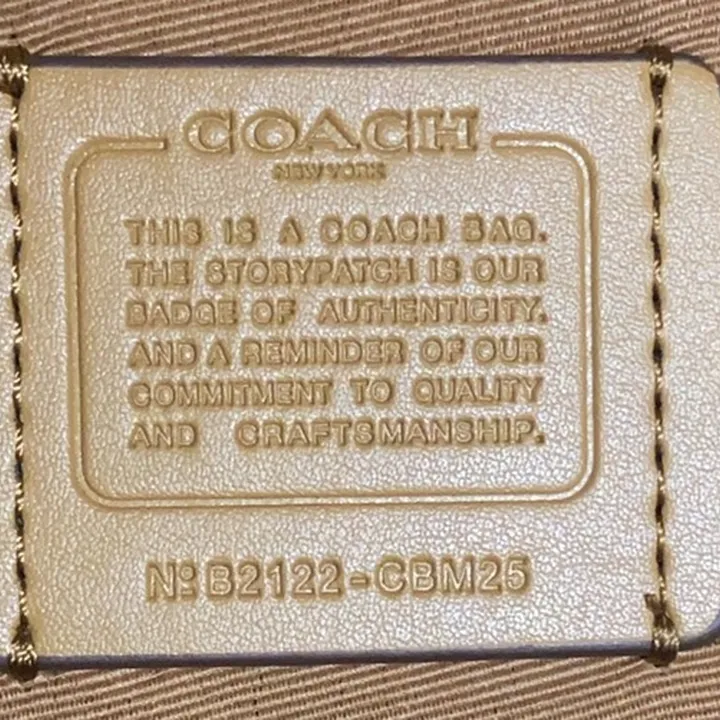 COACH
NEW YORK
THIS IS A COACH BAG.
THE STORYPATCH IS OUR
BADGE OF AUTHENTICITY.
AND A REMINDER OF OUR
COMMITMENT TO QUALITY
AND CRAFTSMANSHIP.
Nº B2122-CBM25